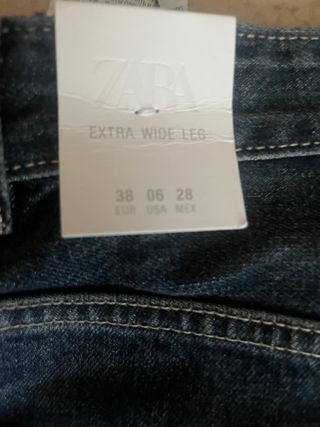 ZARA
EXTRA WIDE LEG
38 06 28
EUR USA MEX